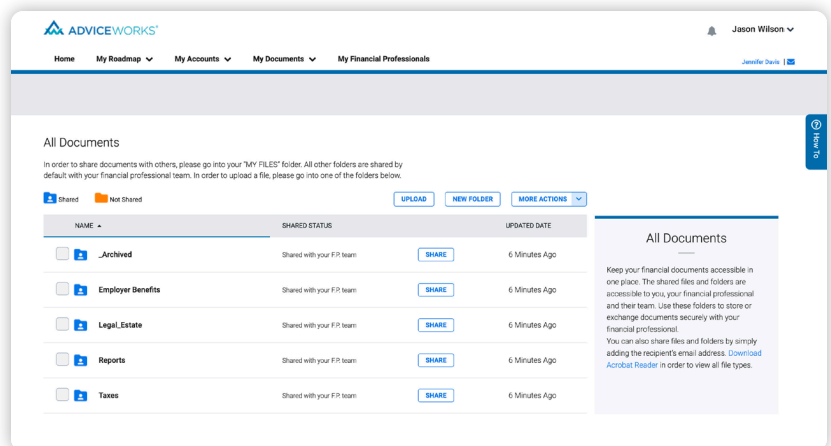 ADVICEWORKS
Jason Wilson
Home My Roadmap My Accounts My Documents My Financial Professionals
Jennifer Davis |
How To
All Documents
In order to share documents with others, please go into your "MY FILES" folder. All other folders are shared by
default with your financial professional team. In order to upload a file, please go into one of the folders below.
Shared Not Shared UPLOAD NEW FOLDER MORE ACTIONS
NAME SHARED STATUS UPDATED DATE
_Archived Shared with your F.P. team SHARE 6 Minutes Ago
Employer Benefits Shared with your F.P. team SHARE 6 Minutes Ago
Legal_Estate Shared with your F.P. team SHARE 6 Minutes Ago
Reports Shared with your F.P. team SHARE 6 Minutes Ago
Taxes Shared with your F.P. team SHARE 6 Minutes Ago
All Documents
Keep your financial documents accessible in
one place. The shared files and folders are
accessible to you, your financial professional
and their team. Use these folders to store or
exchange documents securely with your
financial professional.
You can also share files and folders by simply
adding the recipient's email address. Download
Acrobat Reader in order to view all file types.